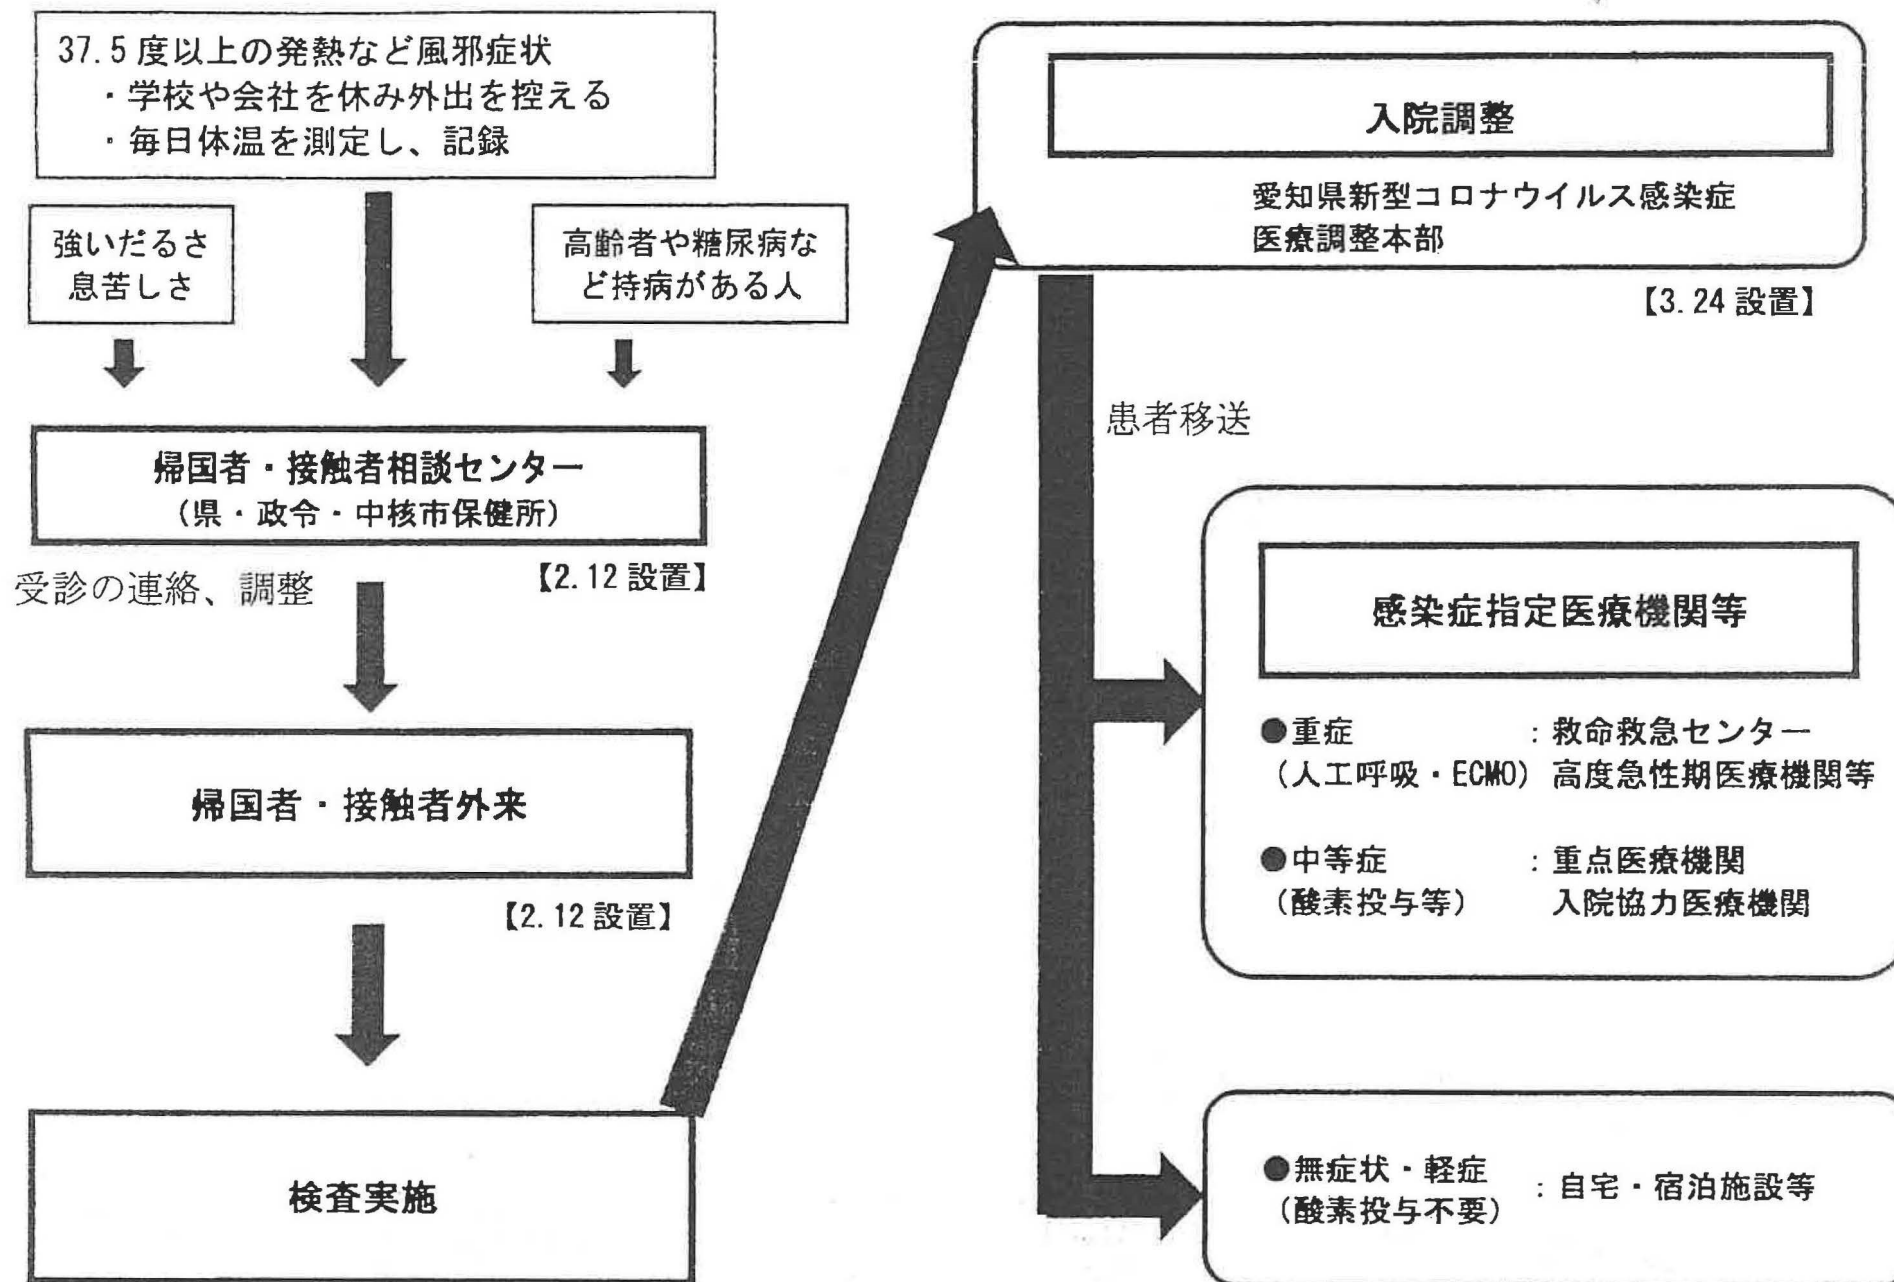 37.5度以上の発熱など風邪症状
・学校や会社を休み外出を控える
・毎日体温を測定し、記録
強いだるさ
息苦しさ
高齢者や糖尿病な
ど持病がある人
帰国者・接触者相談センター
（県・政令・中核市保健所）
【2.12設置】
受診の連絡、調整
帰国者・接触者外来
【2.12設置】
検査実施
入院調整
愛知県新型コロナウイルス感染症
医療調整本部
【3.24設置】
患者移送
感染症指定医療機関等
●重症　：救命救急センター
（人工呼吸・ECMO）高度急性期医療機関等
●中等症　：重点医療機関
（酸素投与等）　入院協力医療機関
●無症状・軽症　：自宅・宿泊施設等
（酸素投与不要）